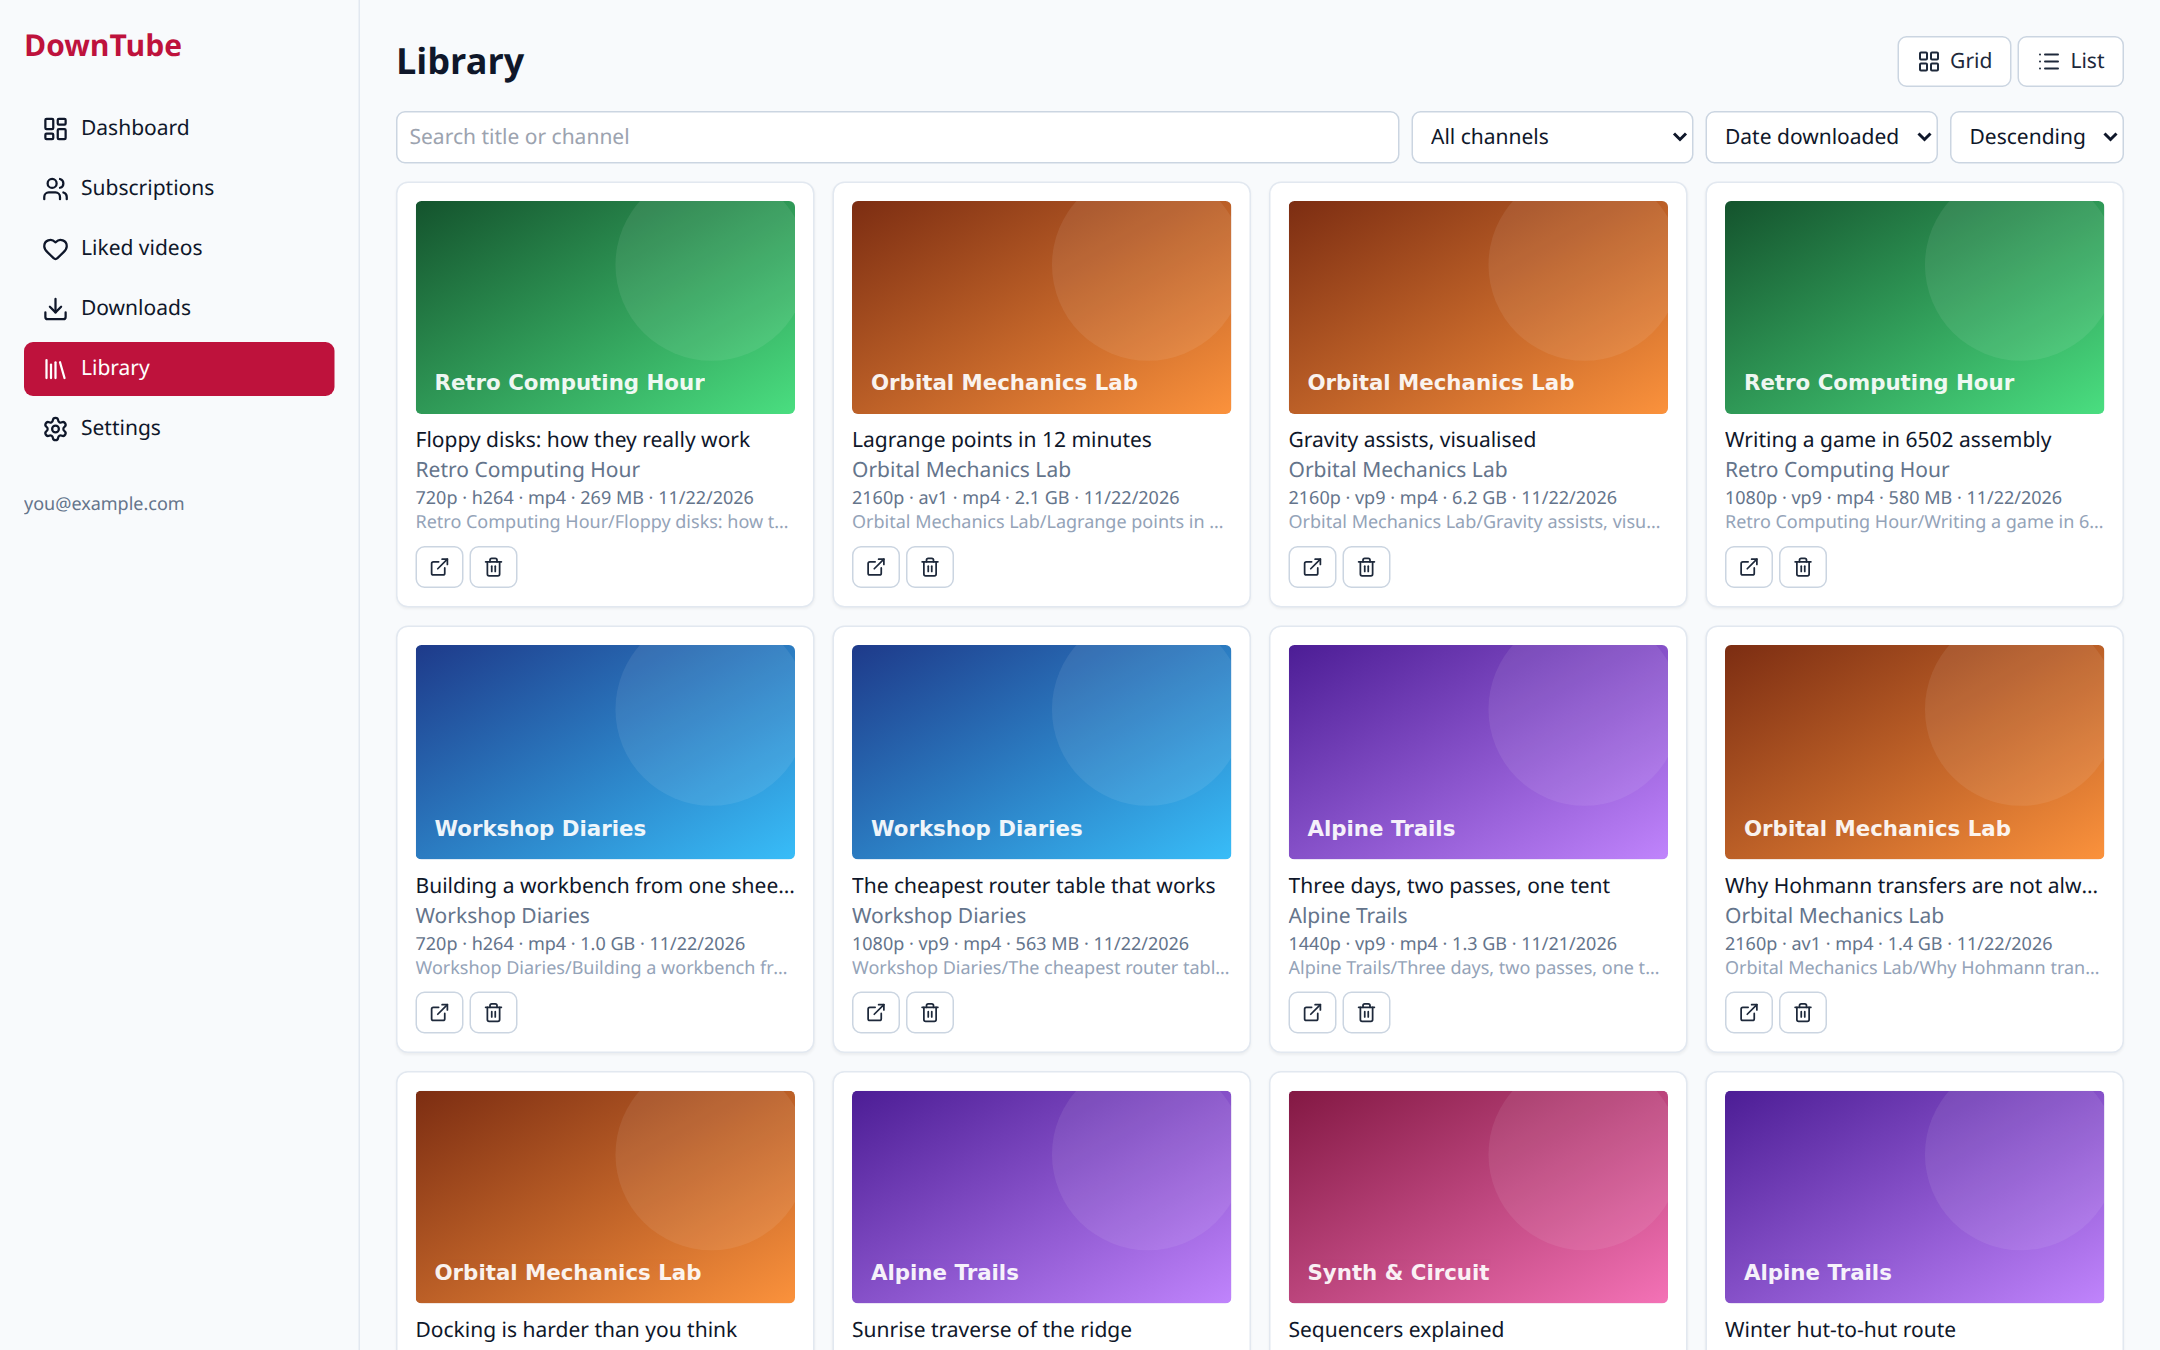 DownTube
Dashboard
Subscriptions
Liked videos
Downloads
Library
Settings
you@example.com
Library
Grid
List
Search title or channel
All channels
Date downloaded
Descending
Retro Computing Hour
Floppy disks: how they really work
Retro Computing Hour
720p · h264 · mp4 · 269 MB · 11/22/2026
Retro Computing Hour/Floppy disks: how t...
Orbital Mechanics Lab
Lagrange points in 12 minutes
Orbital Mechanics Lab
2160p · av1 · mp4 · 2.1 GB · 11/22/2026
Orbital Mechanics Lab/Lagrange points in ...
Orbital Mechanics Lab
Gravity assists, visualised
Orbital Mechanics Lab
2160p · vp9 · mp4 · 6.2 GB · 11/22/2026
Orbital Mechanics Lab/Gravity assists, visu...
Retro Computing Hour
Writing a game in 6502 assembly
Retro Computing Hour
1080p · vp9 · mp4 · 580 MB · 11/22/2026
Retro Computing Hour/Writing a game in 6...
Workshop Diaries
Building a workbench from one shee...
Workshop Diaries
720p · h264 · mp4 · 1.0 GB · 11/22/2026
Workshop Diaries/Building a workbench fr...
Workshop Diaries
The cheapest router table that works
Workshop Diaries
1080p · vp9 · mp4 · 563 MB · 11/22/2026
Workshop Diaries/The cheapest router tabl...
Alpine Trails
Three days, two passes, one tent
Alpine Trails
1440p · vp9 · mp4 · 1.3 GB · 11/21/2026
Alpine Trails/Three days, two passes, one t...
Orbital Mechanics Lab
Why Hohmann transfers are not alw...
Orbital Mechanics Lab
2160p · av1 · mp4 · 1.4 GB · 11/22/2026
Orbital Mechanics Lab/Why Hohmann tran...
Orbital Mechanics Lab
Docking is harder than you think
Alpine Trails
Sunrise traverse of the ridge
Synth & Circuit
Sequencers explained
Alpine Trails
Winter hut-to-hut route